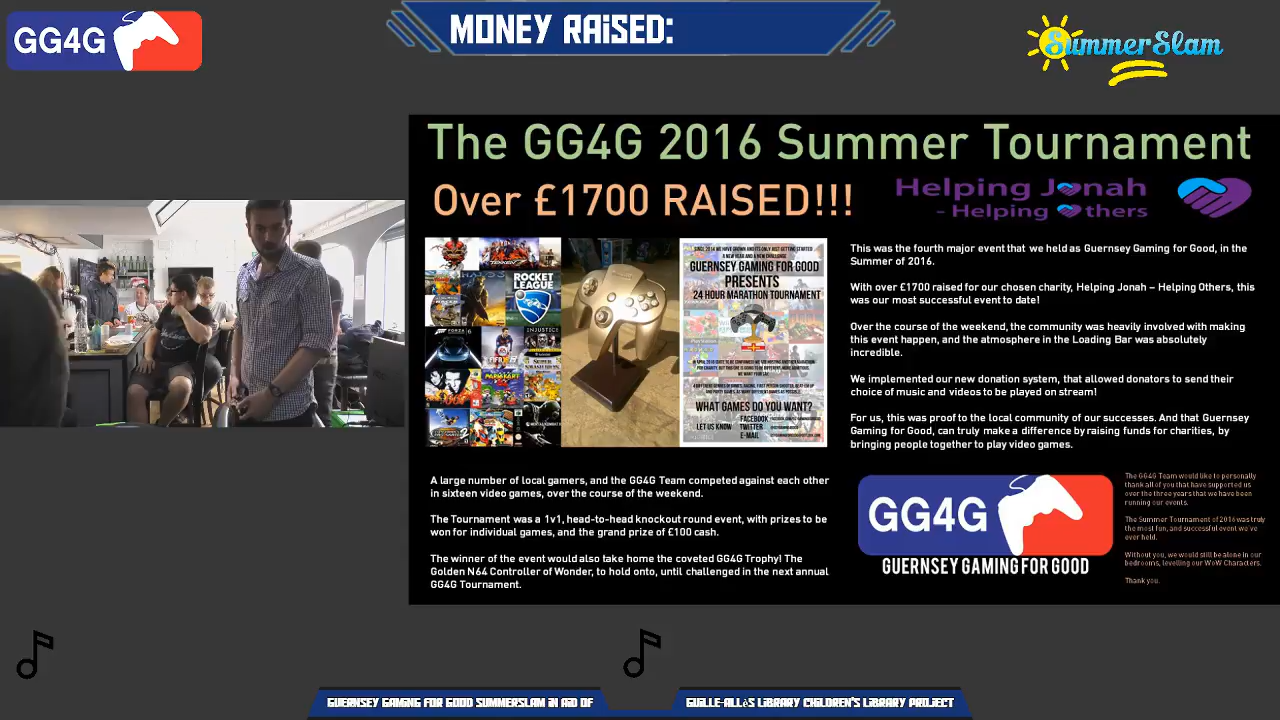 GG4G
MONEY RAISED:
SummerSlam
The GG4G 2016 Summer Tournament
Over £1700 RAISED!!!
Helping Jonah
- Helping Others
ROCKET
LEAGUE
INJUSTICE
GUERNSEY GAMING FOR GOOD
PRESENTS
24 HOUR MARATHON TOURNAMENT
WHAT GAMES DO YOU WANT?
LET US KNOW
FACEBOOK
TWITTER
E-MAIL
This was the fourth major event that we held as Guernsey Gaming for Good, in the
Summer of 2016.
With over £1700 raised for our chosen charity, Helping Jonah – Helping Others, this
was our most successful event to date!
Over the course of the weekend, the community was heavily involved with making
this event happen, and the atmosphere in the Loading Bar was absolutely
incredible.
We implemented our new donation system, that allowed donators to send their
choice of music and videos to be played on stream!
For us, this was proof to the local community of our successes. And that Guernsey
Gaming for Good, can truly make a difference by raising funds for charities, by
bringing people together to play video games.
A large number of local gamers, and the GG4G Team competed against each other
in sixteen video games, over the course of the weekend.
The Tournament was a 1v1, head-to-head knockout round event, with prizes to be
won for individual games, and the grand prize of £100 cash.
The winner of the event would also take home the coveted GG4G Trophy! The
Golden N64 Controller of Wonder, to hold onto, until challenged in the next annual
GG4G Tournament.
GG4G
GUERNSEY GAMING FOR GOOD
The GG4G Team would like to personally
thank all of you that have supported us
over the three years that we have been
running our events.
The Summer Tournament of 2016 was truly
the most fun, and successful event we've
ever held.
Without you, we would still be alone in our
bedrooms, levelling our WoW Characters.
Thank you.
GUERNSEY GAMING FOR GOOD SUMMERSLAM IN AID OF
GUILLE-ALLèS LIBRARY CHILDREN'S LIBRARY PROJECT